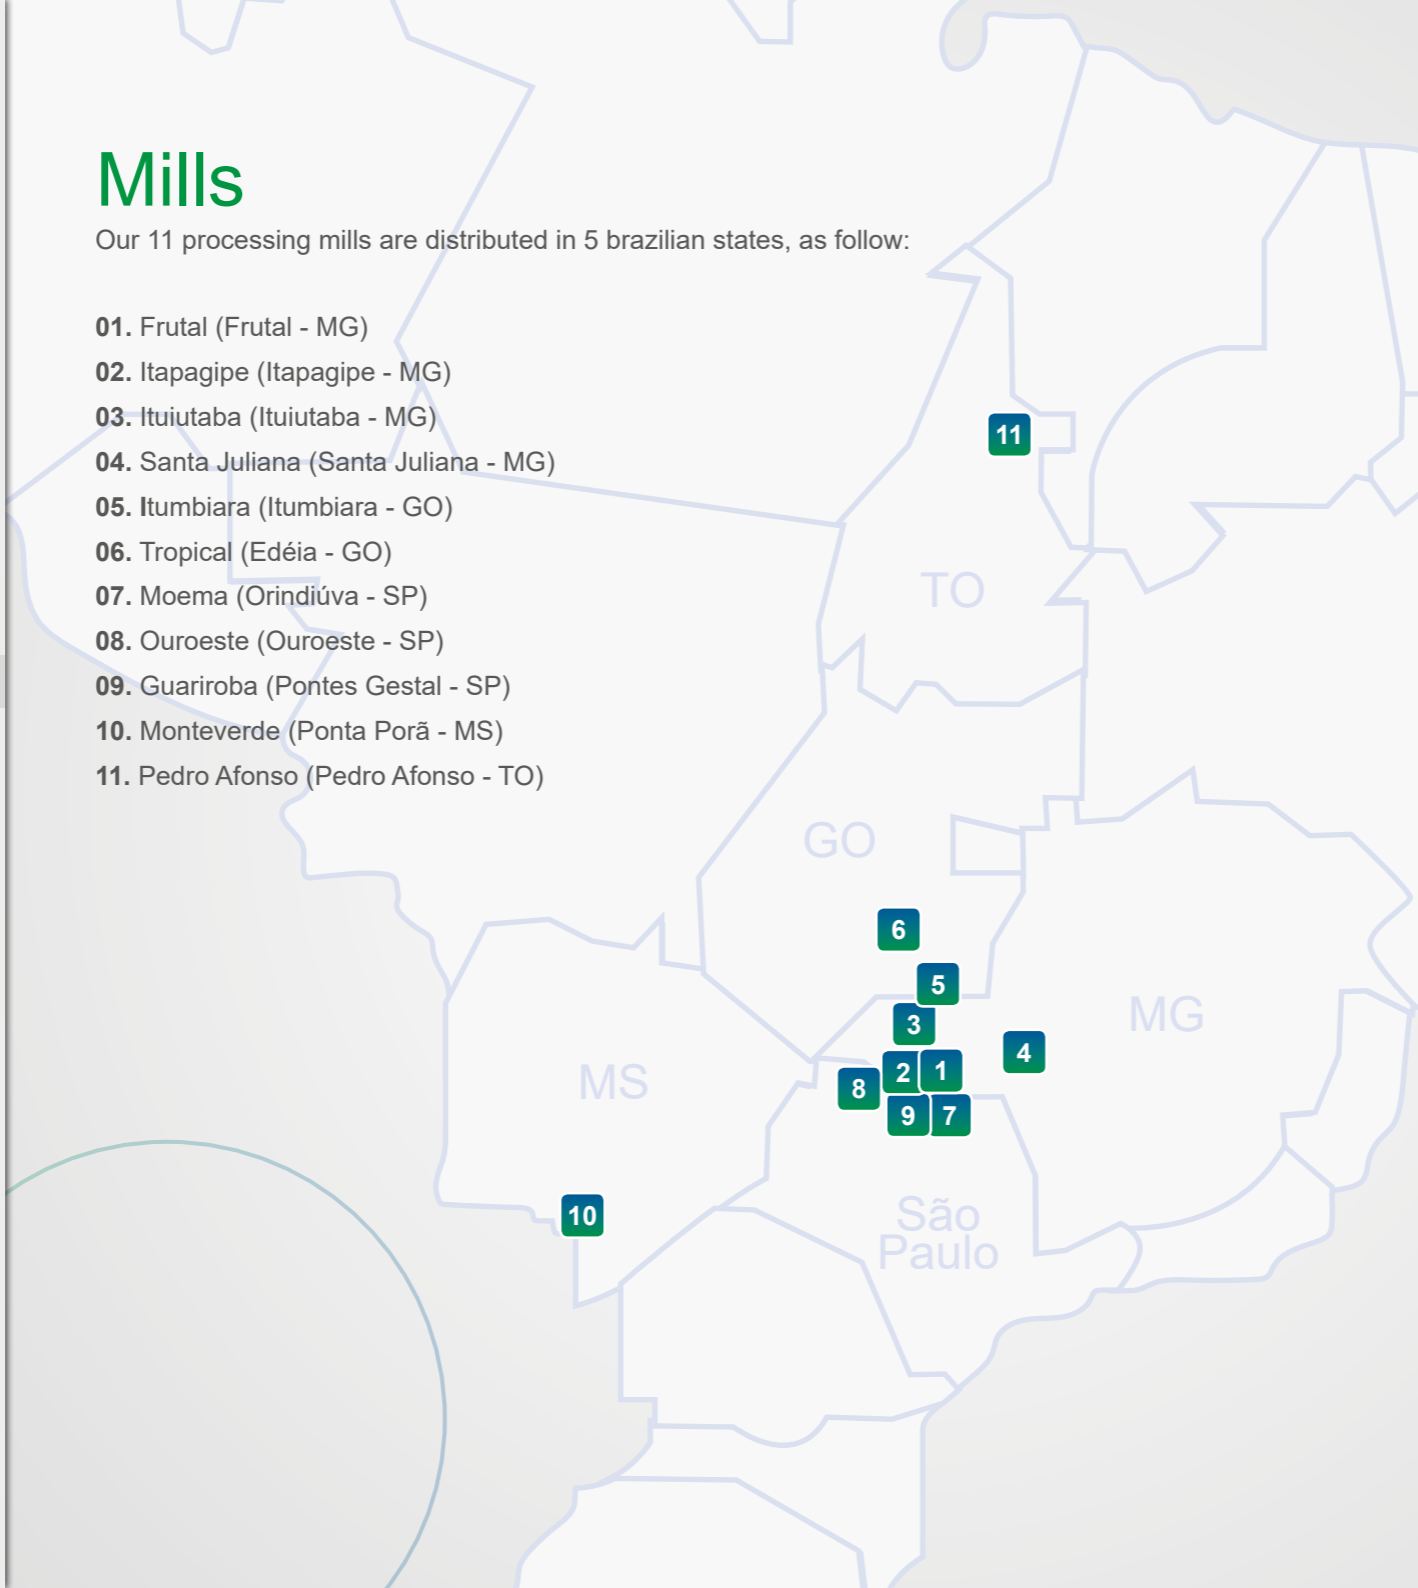 Mills
Our 11 processing mills are distributed in 5 brazilian states, as follow:
01. Frutal (Frutal - MG)
02. Itapagipe (Itapagipe - MG)
03. Ituiutaba (Ituiutaba - MG)
04. Santa Juliana (Santa Juliana - MG)
05. Itumbiara (Itumbiara - GO)
06. Tropical (Edéia - GO)
07. Moema (Orindiúva - SP)
08. Ouroeste (Ouroeste - SP)
09. Guariroba (Pontes Gestal - SP)
10. Monteverde (Ponta Porã - MS)
11. Pedro Afonso (Pedro Afonso - TO)
11
TO
GO
6
5
3
MG
4
2
1
8
MS
9
7
10
São
Paulo